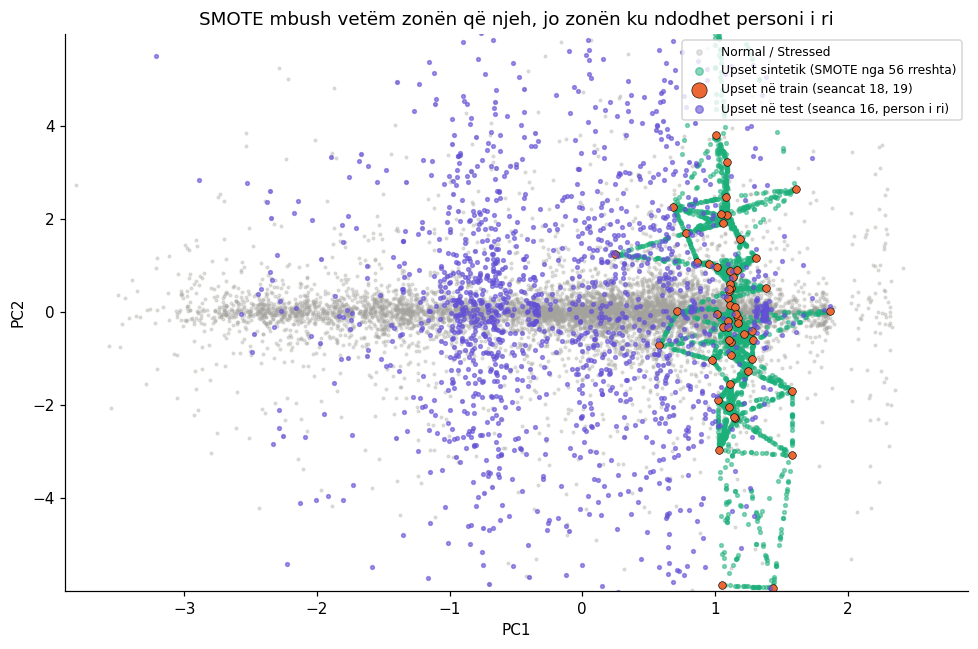 SMOTE mbush vetëm zonën që njeh, jo zonën ku ndodhet personi i ri
Normal / Stressed
Upset sintetik (SMOTE nga 56 rreshta)
Upset në train (seancat 18, 19)
Upset në test (seanca 16, person i ri)
4
2
0
−2
−4
PC2
−3
−2
−1
0
1
2
PC1